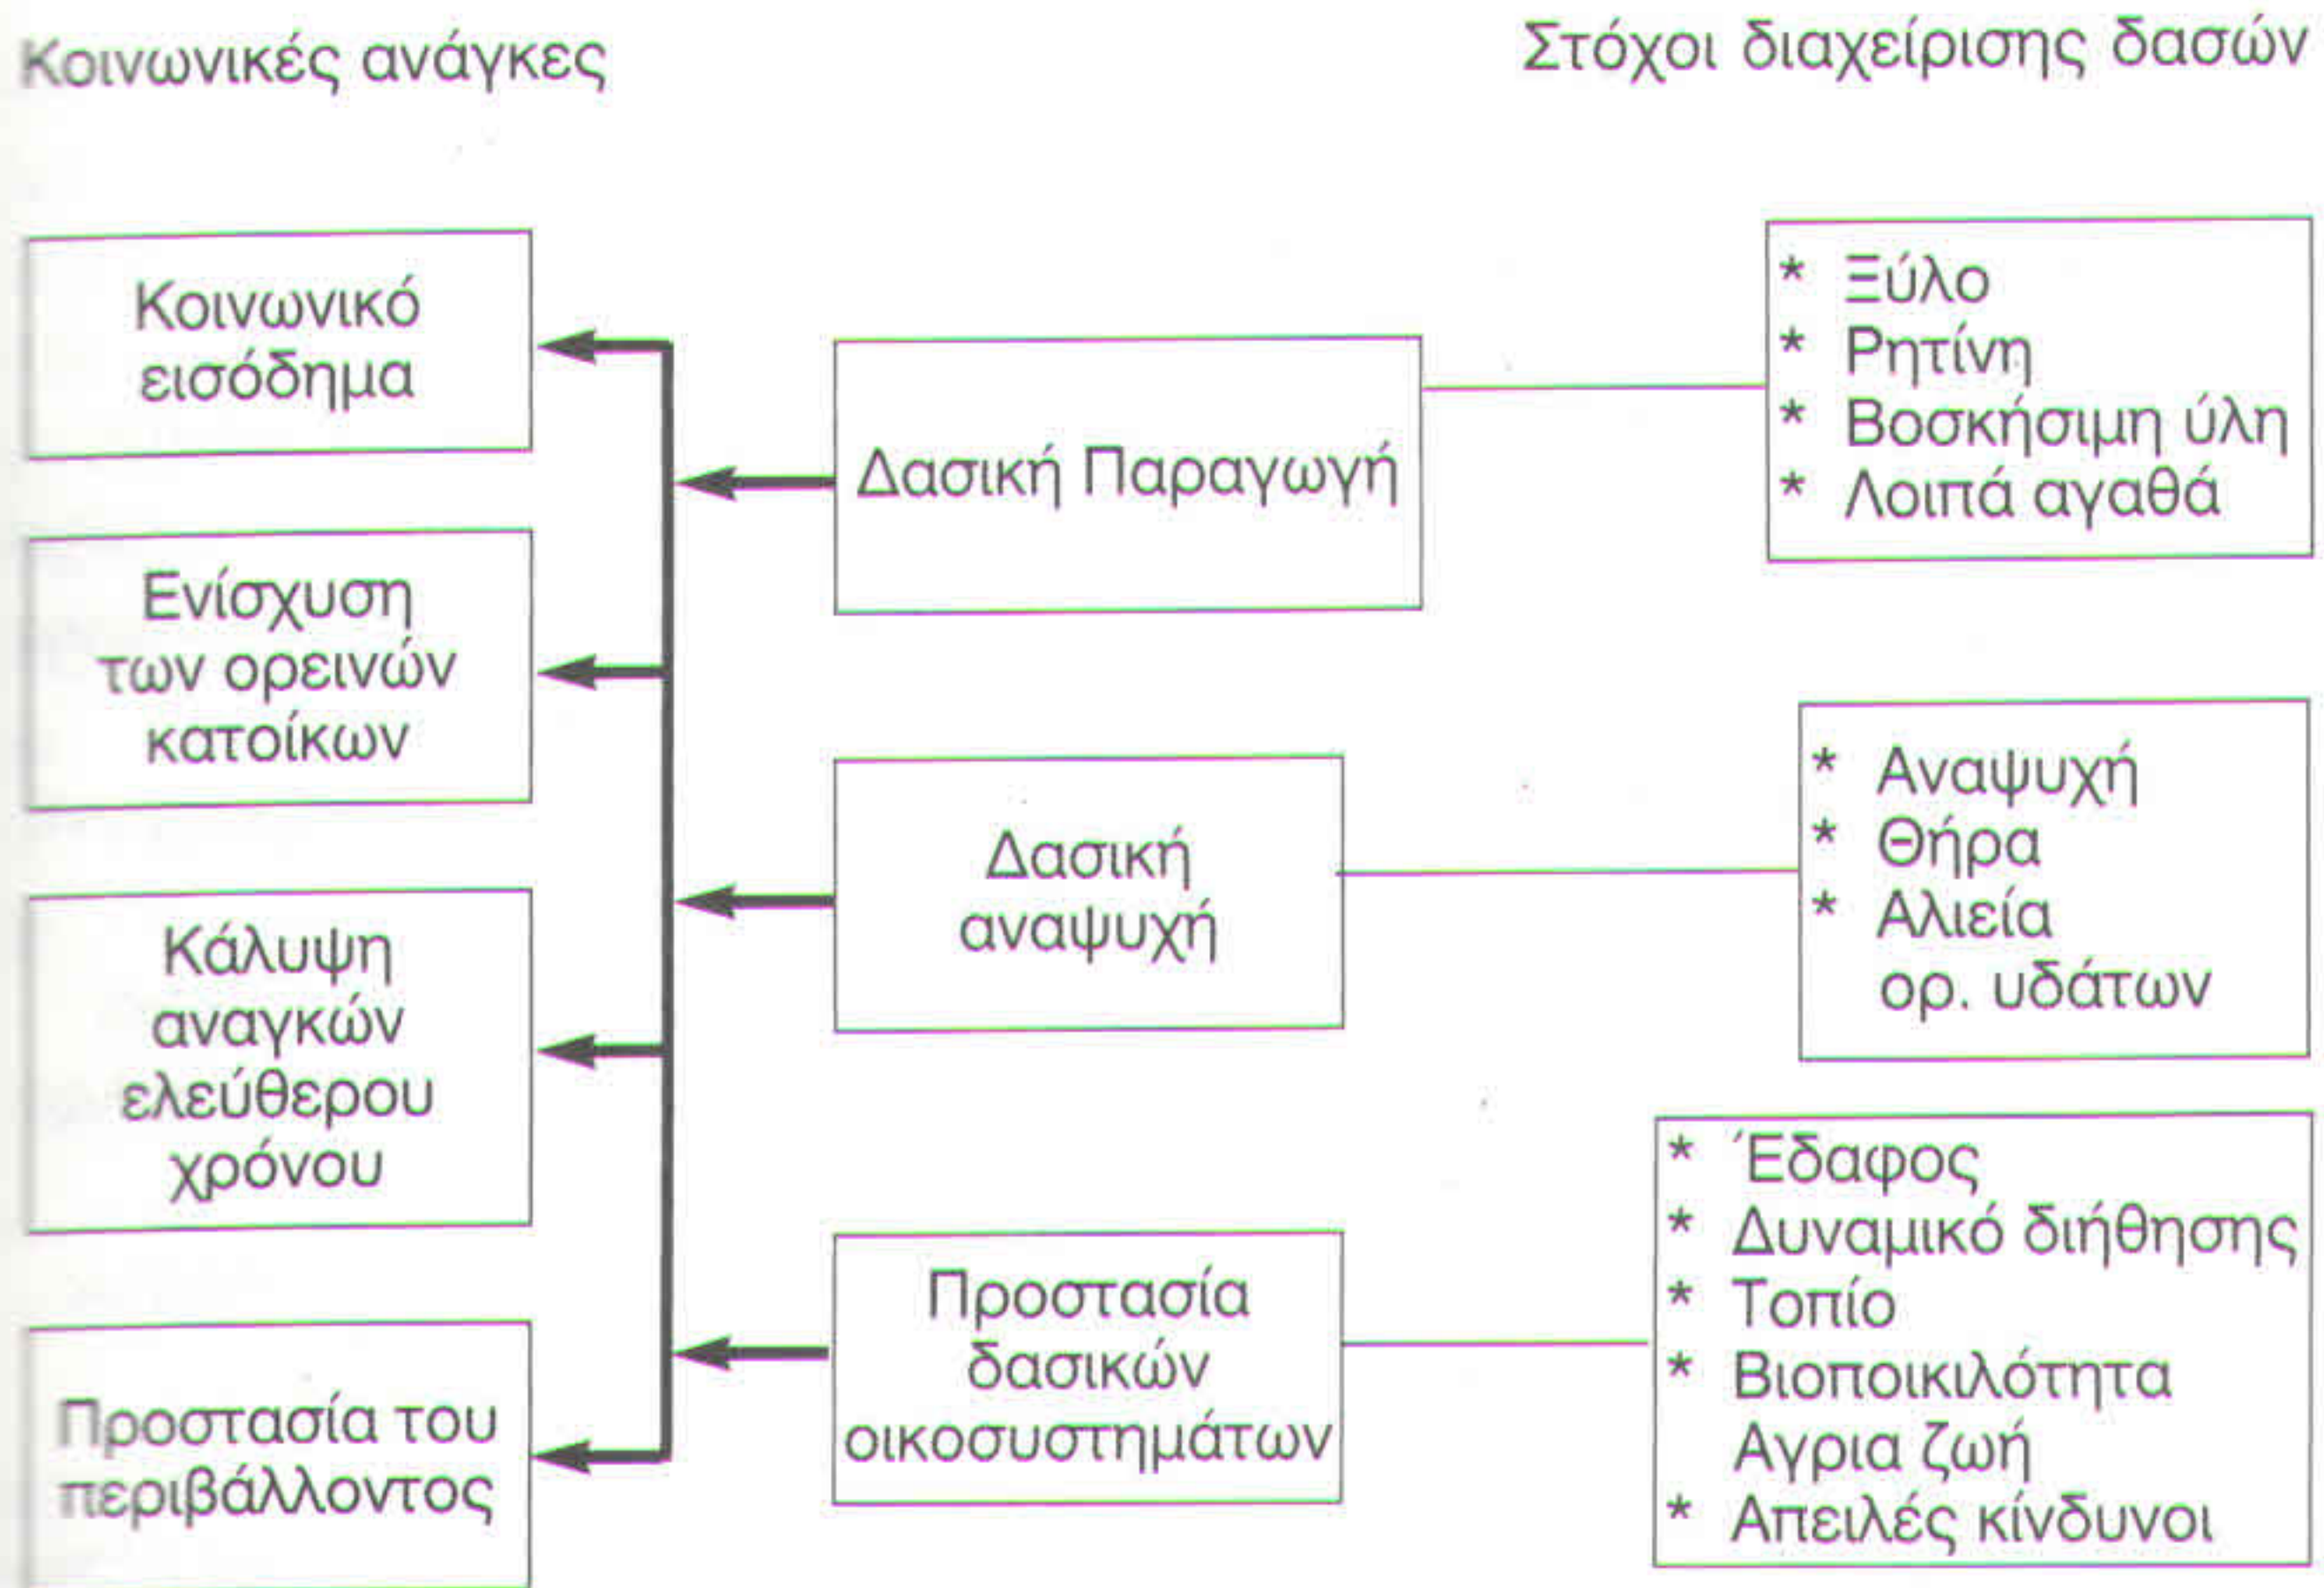 Κοινωνικές ανάγκες
Στόχοι διαχείρισης δασών
Κοινωνικό
εισόδημα
Ενίσχυση
των ορεινών
κατοίκων
Κάλυψη
αναγκών
ελεύθερου
χρόνου
Προστασία του
περιβάλλοντος
Δασική Παραγωγή
Δασική
αναψυχή
Προστασία
δασικών
οικοσυστημάτων
* Ξύλο
* Ρητίνη
* Βοσκήσιμη ύλη
* Λοιπά αγαθά
* Αναψυχή
* Θήρα
* Αλιεία
ορ. υδάτων
* Έδαφος
* Δυναμικό διήθησης
* Τοπίο
* Βιοποικιλότητα
Αγρια ζωή
* Απειλές κίνδυνοι